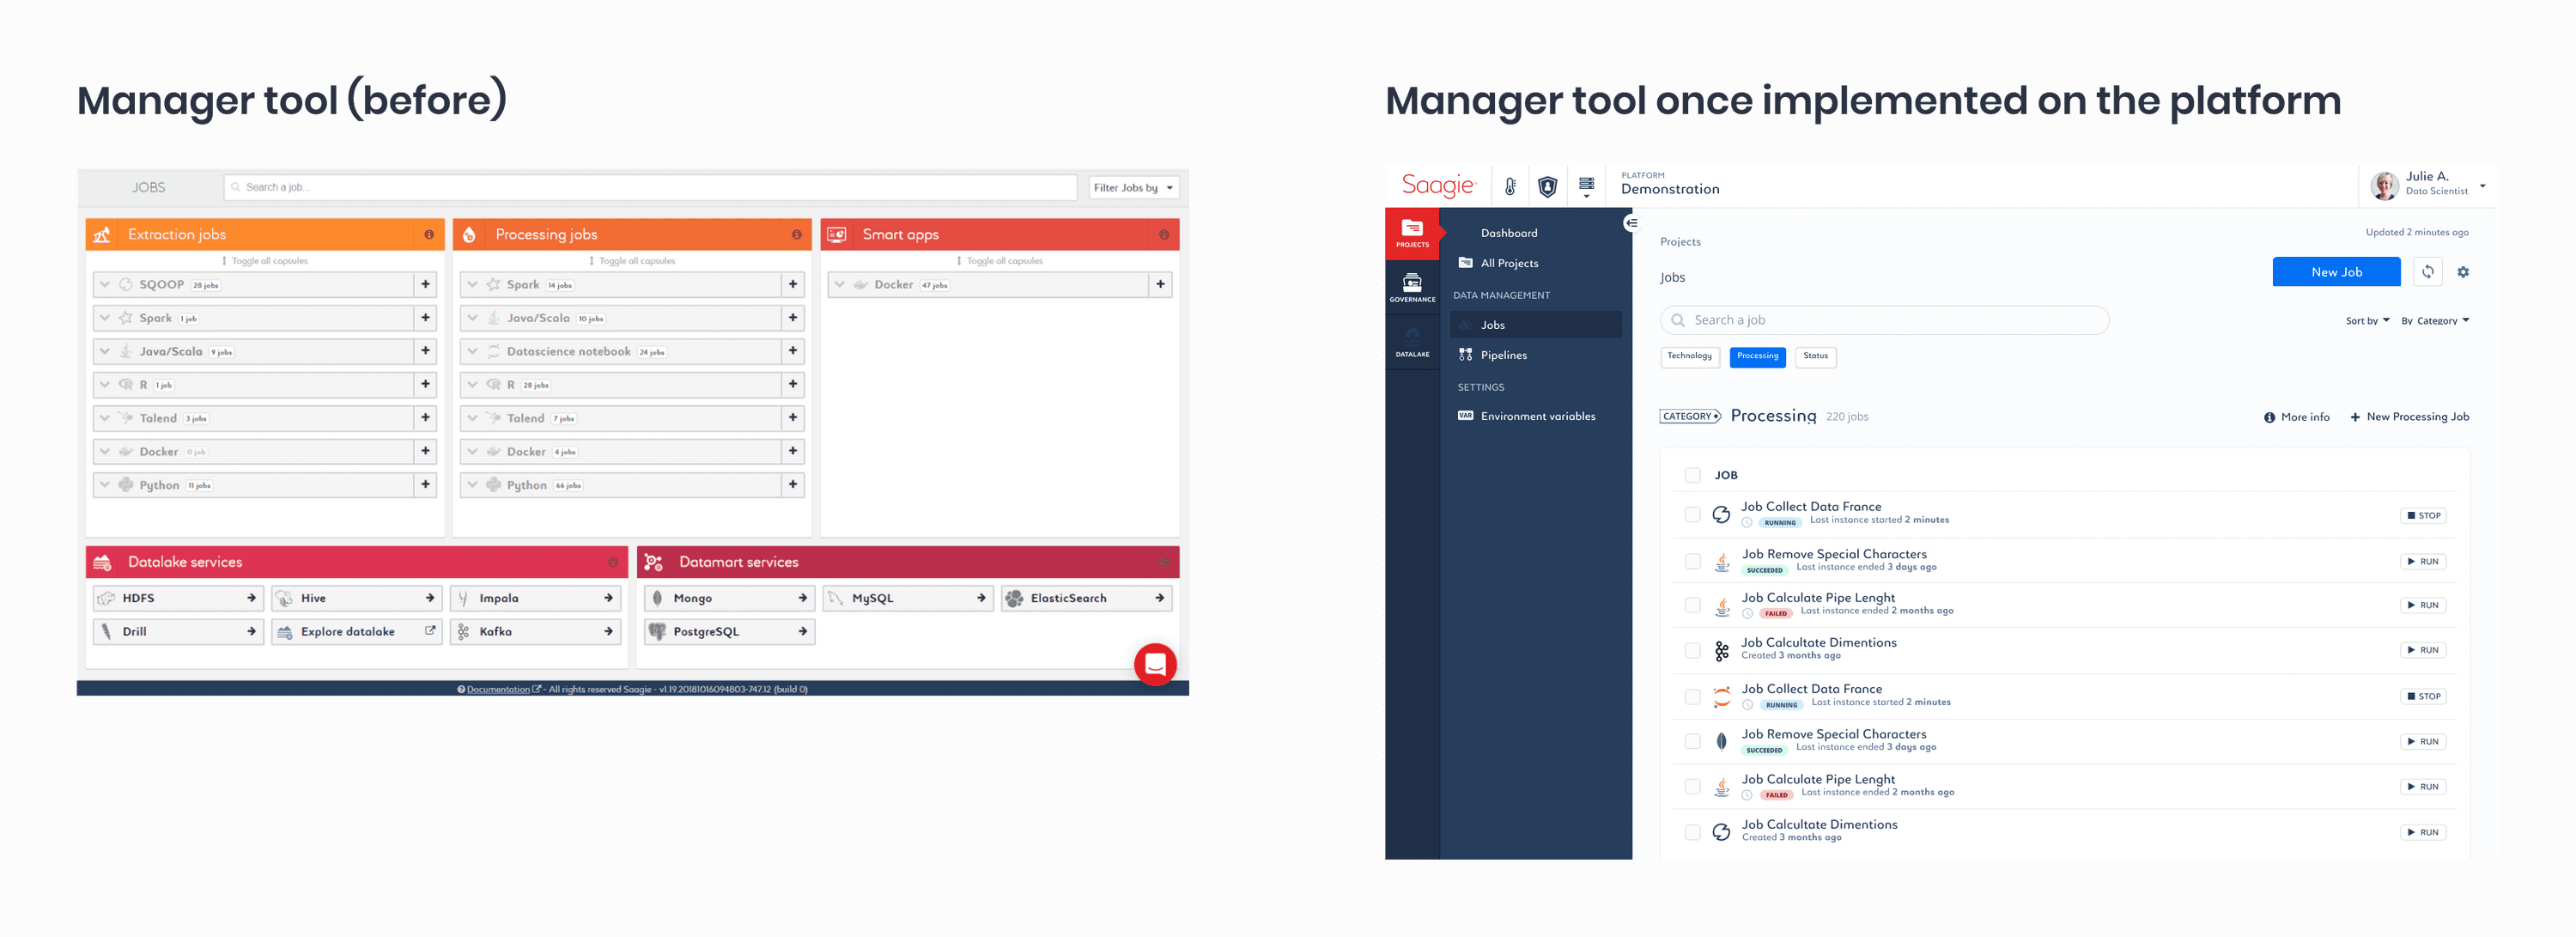 Manager tool (before)
JOBS
Search a job...
Filter Jobs by
Extraction jobs
Toggle all capsules
SQOOP 28 jobs
Spark 1 job
Java/Scala 9 jobs
R 1 job
Talend 3 jobs
Docker 0 job
Python 11 jobs
Processing jobs
Toggle all capsules
Spark 14 jobs
Java/Scala 10 jobs
Datascience notebook 24 jobs
R 28 jobs
Talend 7 jobs
Docker 4 jobs
Python 66 jobs
Smart apps
Toggle all capsules
Docker 47 jobs
Datalake services
HDFS Hive Impala
Drill Explore datalake Kafka
Datamart services
Mongo MySQL ElasticSearch
PostgreSQL
Documentation - All rights reserved Saagie - v1.19.20181016094803-747.12 (build 0)
Manager tool once implemented on the platform
Saagie
PLATFORM
Demonstration
Julie A.
Data Scientist
PROJECTS
GOVERNANCE
DATALAKE
Dashboard
All Projects
DATA MANAGEMENT
Jobs
Pipelines
SETTINGS
VAR Environment variables
Updated 2 minutes ago
Projects
Jobs
New Job
Search a job
Sort by By Category
Technology Processing Status
CATEGORY Processing 220 jobs
More info + New Processing Job
JOB
Job Collect Data France
RUNNING Last instance started 2 minutes
STOP
Job Remove Special Characters
SUCCEEDED Last instance ended 3 days ago
RUN
Job Calculate Pipe Lenght
FAILED Last instance ended 2 months ago
RUN
Job Calcultate Dimentions
Created 3 months ago
RUN
Job Collect Data France
RUNNING Last instance started 2 minutes
STOP
Job Remove Special Characters
SUCCEEDED Last instance ended 3 days ago
RUN
Job Calculate Pipe Lenght
FAILED Last instance ended 2 months ago
RUN
Job Calcultate Dimentions
Created 3 months ago
RUN